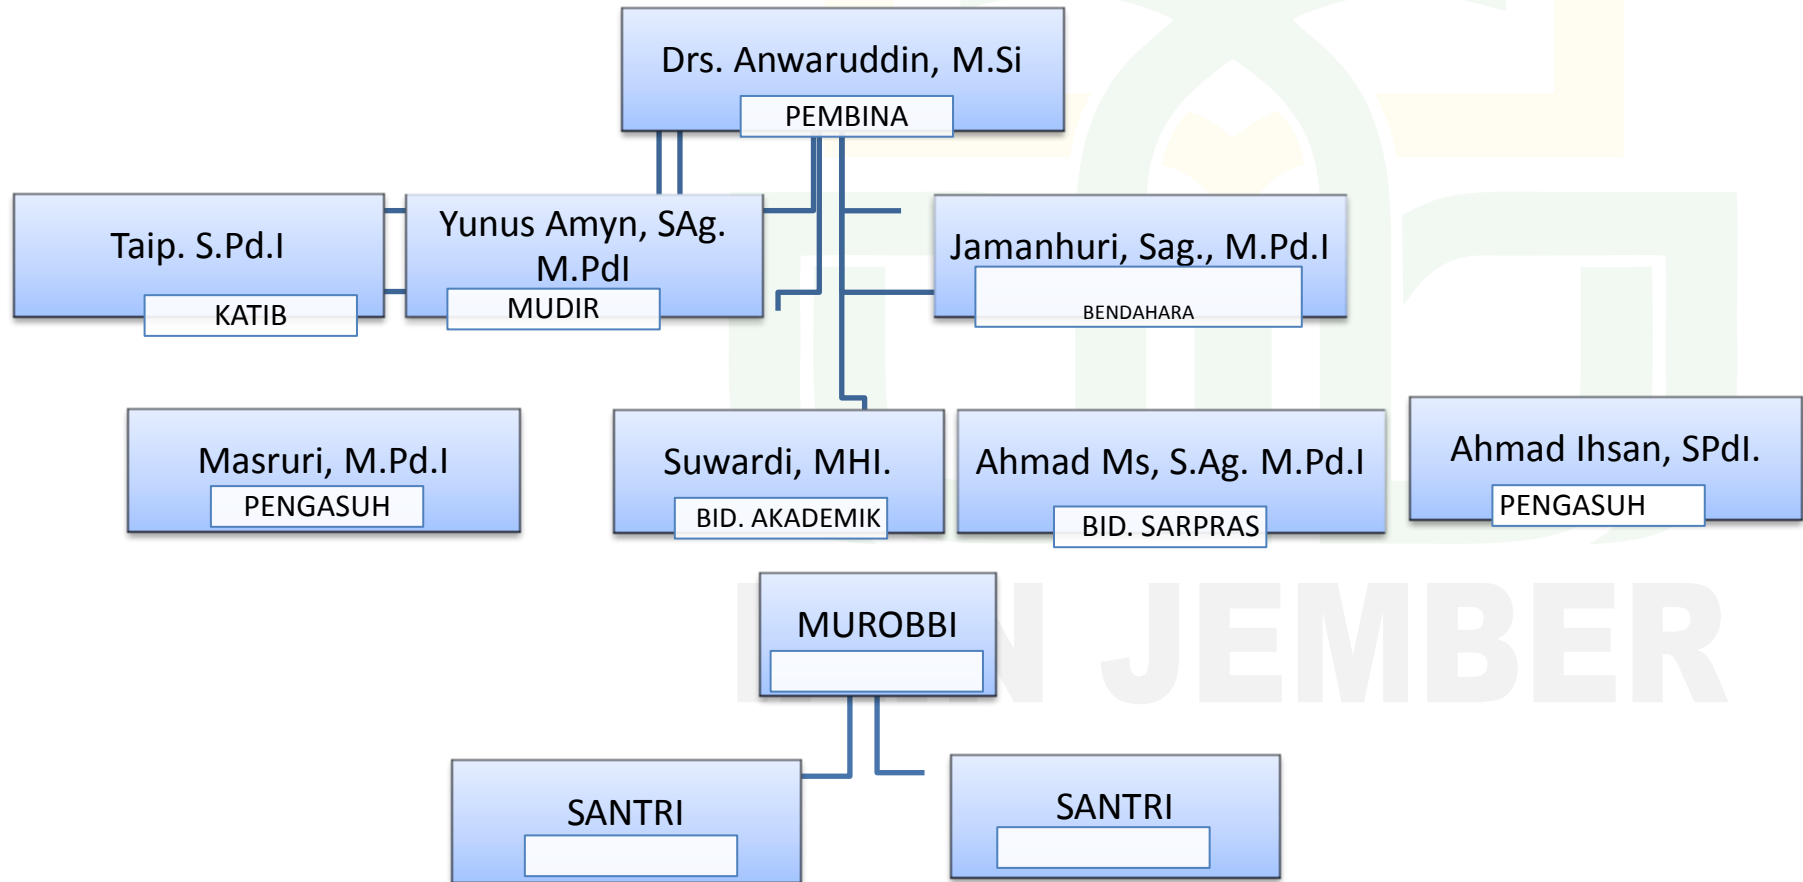 Drs. Anwaruddin, M.Si
PEMBINA
Taip. S.Pd.I
KATIB
Yunus Amyn, SAg.
M.PdI
MUDIR
Jamanhuri, Sag., M.Pd.I
BENDAHARA
Masruri, M.Pd.I
PENGASUH
Suwardi, MHI.
BID. AKADEMIK
Ahmad Ms, S.Ag. M.Pd.I
BID. SARPRAS
Ahmad Ihsan, SPdI.
PENGASUH
MUROBBI
SANTRI
SANTRI
JEMBER